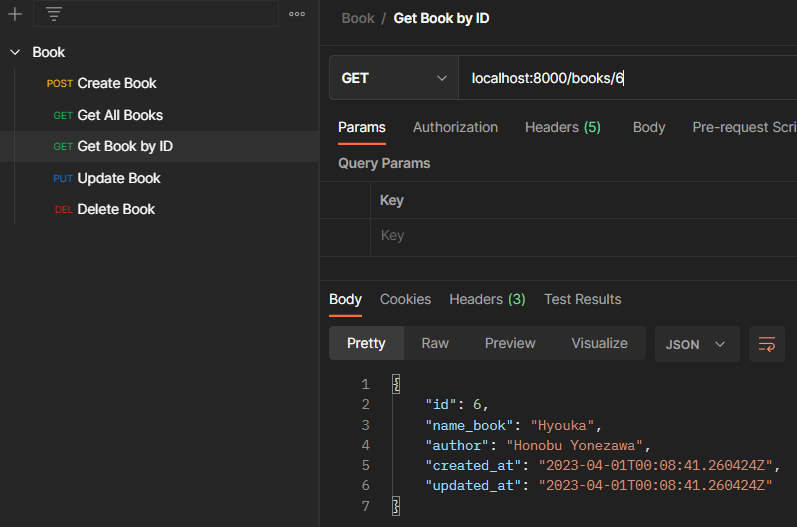 Book
POST Create Book
GET Get All Books
GET Get Book by ID
PUT Update Book
DEL Delete Book
Book / Get Book by ID
GET localhost:8000/books/6
Params Authorization Headers (5) Body Pre-request Scri
Query Params
Key
Key
Body Cookies Headers (3) Test Results
Pretty Raw Preview Visualize JSON
1 {
2 "id": 6,
3 "name_book": "Hyouka",
4 "author": "Honobu Yonezawa",
5 "created_at": "2023-04-01T00:08:41.260424Z",
6 "updated_at": "2023-04-01T00:08:41.260424Z"
7 }